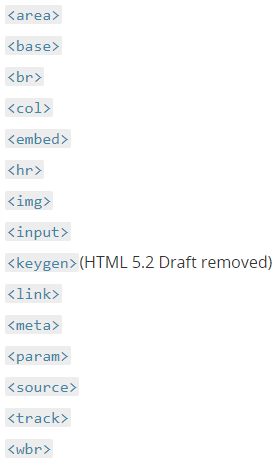 <area>
<base>
<br>
<col>
<embed>
<hr>
<img>
<input>
<keygen>(HTML 5.2 Draft removed)
<link>
<meta>
<param>
<source>
<track>
<wbr>